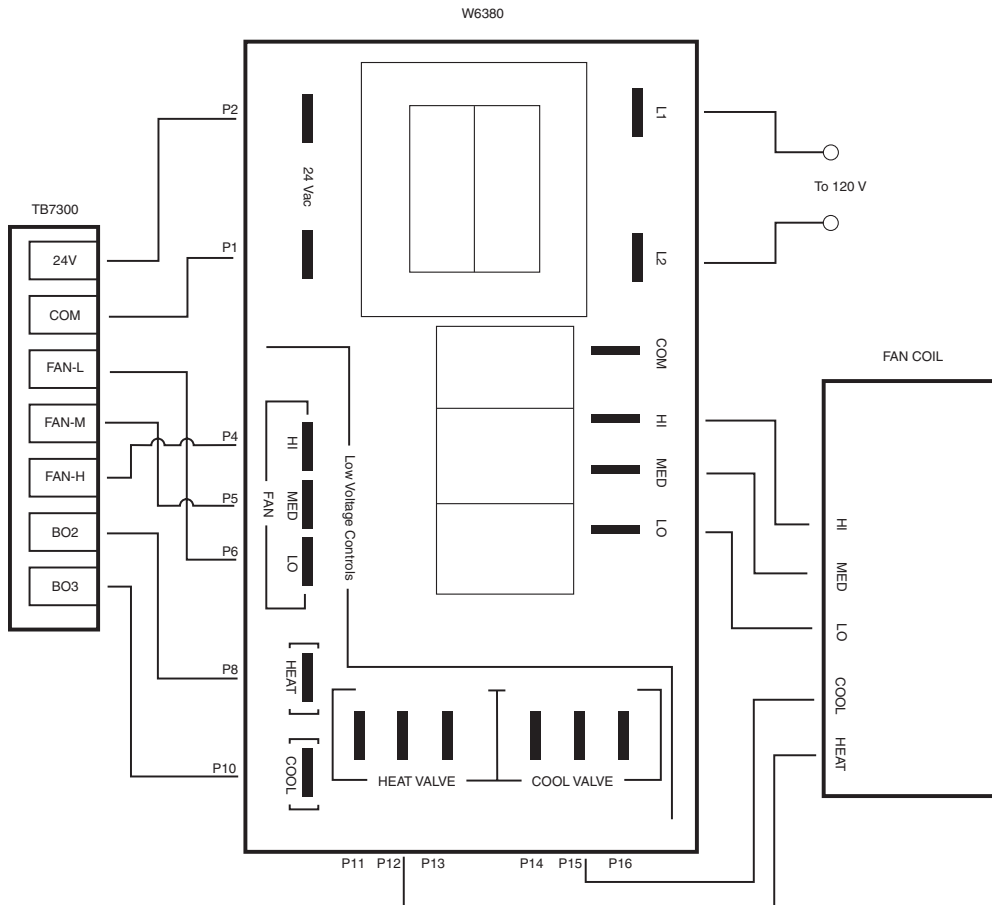 W6380
P2
L1
24 Vac
To 120 V
TB7300
P1
L2
24V
COM
FAN-L
FAN-M
FAN-H
BO2
BO3
COM
HI
MED
LO
FAN COIL
P4
P5
P6
HI
MED
LO
FAN
Low Voltage Controls
HI
MED
LO
COOL
HEAT
P8
HEAT
P10
COOL
HEAT VALVE
COOL VALVE
P11
P12
P13
P14
P15
P16